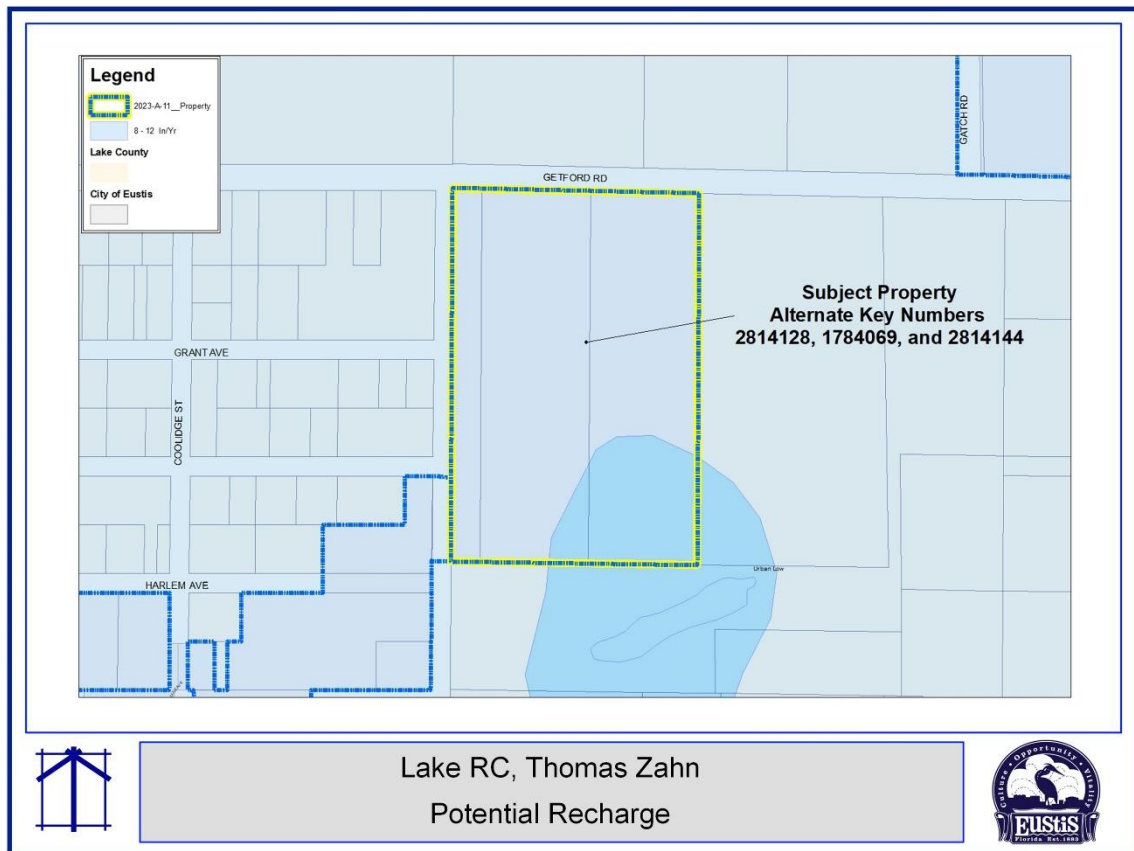 Legend
2023-A-11__Property
8 - 12 In/Yr
Lake County
City of Eustis
GATCH RD
GETFORD RD
Subject Property
Alternate Key Numbers
2814128, 1784069, and 2814144
GRANT AVE
COOLIDGE ST
Urban Low
HARLEM AVE
Lake RC, Thomas Zahn
Potential Recharge
Culture • Opportunity • Vitality
EUSTIS
Florida Est. 1883